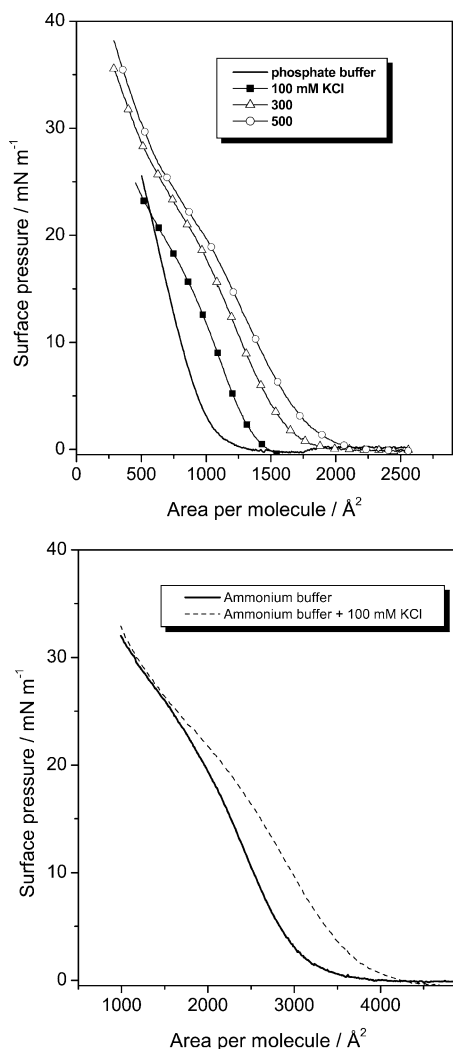 40
30
20
10
0
Surface pressure / mN m⁻¹
phosphate buffer
100 mM KCl
300
500
0 500 1000 1500 2000 2500
Area per molecule / Å²
40
30
20
10
0
Surface pressure / mN m⁻¹
Ammonium buffer
Ammonium buffer + 100 mM KCl
1000 2000 3000 4000
Area per molecule / Å²